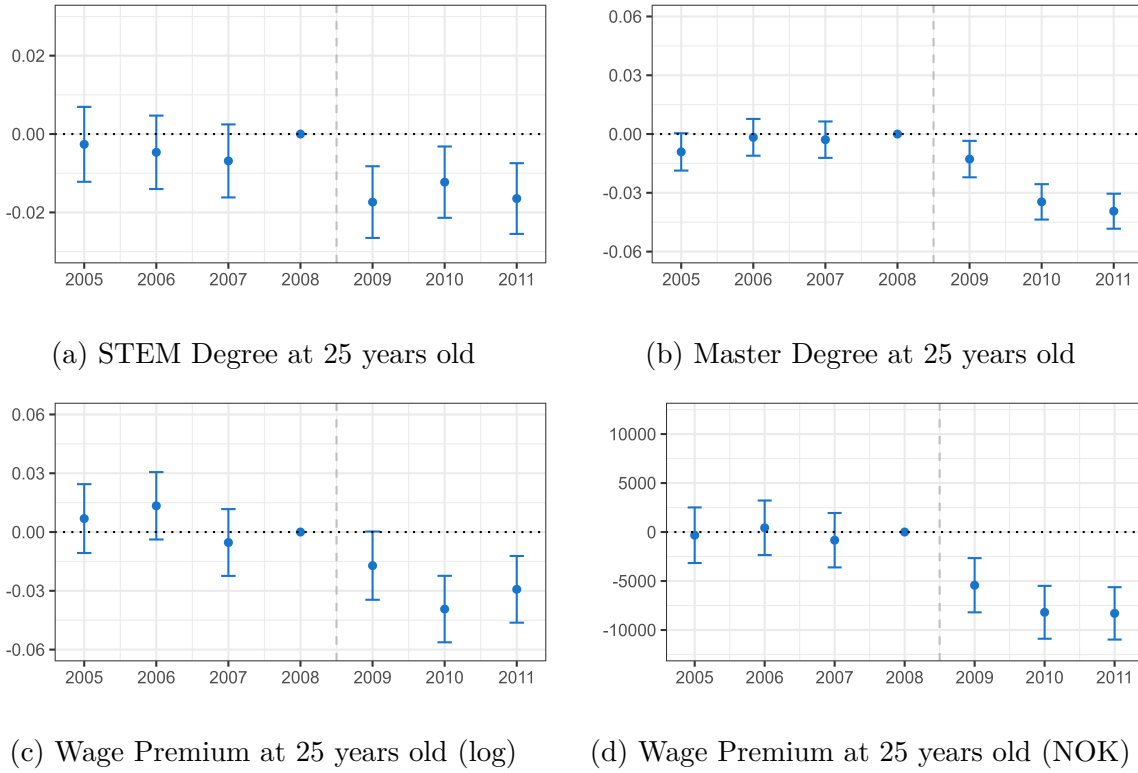 0.02
0.00
-0.02
2005 2006 2007 2008 2009 2010 2011
(a) STEM Degree at 25 years old
0.06
0.03
0.00
-0.03
-0.06
2005 2006 2007 2008 2009 2010 2011
(b) Master Degree at 25 years old
0.06
0.03
0.00
-0.03
-0.06
2005 2006 2007 2008 2009 2010 2011
(c) Wage Premium at 25 years old (log)
10000
5000
0
-5000
-10000
2005 2006 2007 2008 2009 2010 2011
(d) Wage Premium at 25 years old (NOK)